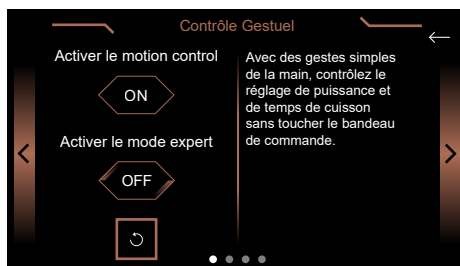 Contrôle Gestuel
Activer le motion control
ON
Activer le mode expert
OFF
Avec des gestes simples
de la main, contrôlez le
réglage de puissance et
de temps de cuisson
sans toucher le bandeau
de commande.